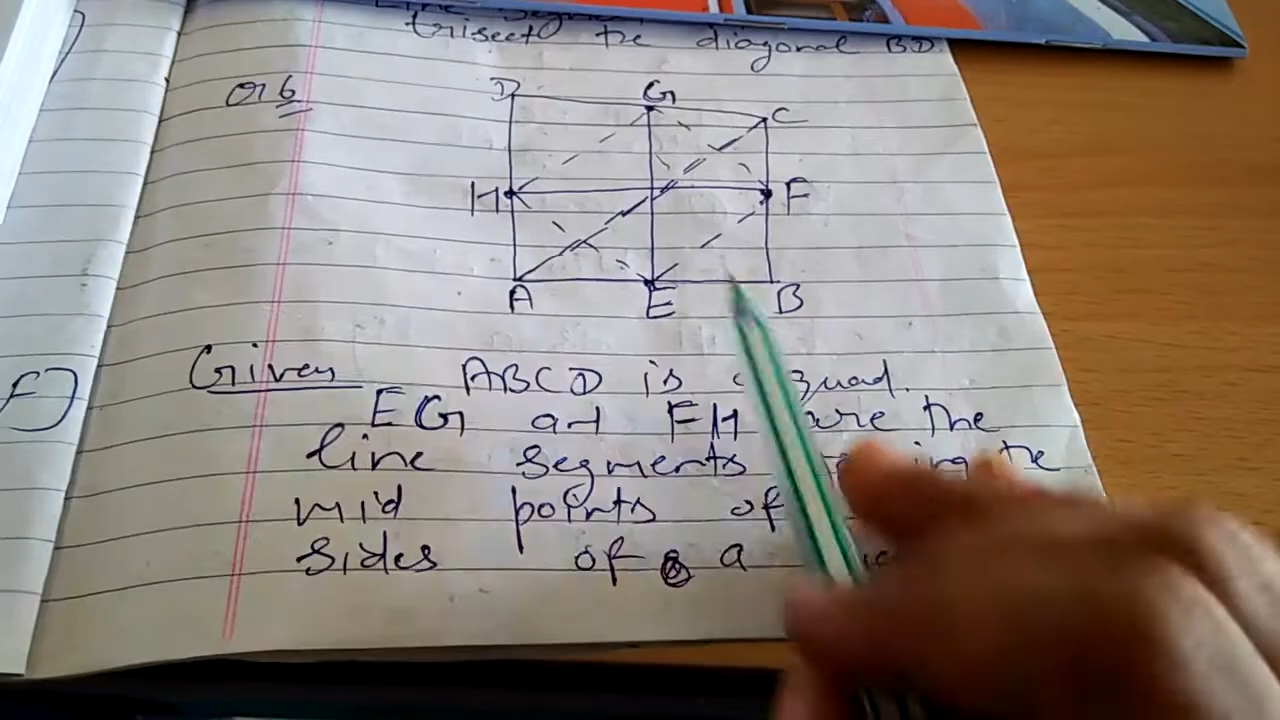 trisect the diagonal BD.
Q 6
D G C
H F
A E B
Given ABCD is quad.
F)
EG and FH are the
line segments the
mid points of
sides of a